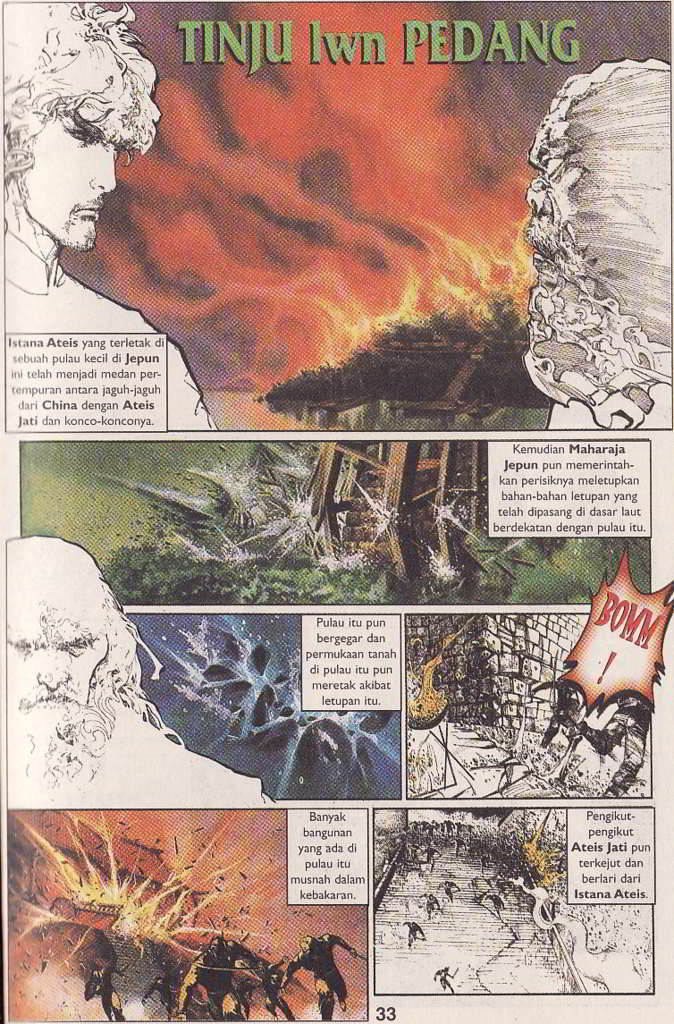 TINJU lwn PEDANG
Istana Ateis yang terletak di
sebuah pulau kecil di Jepun
ini telah menjadi medan per-
tempuran antara jaguh-jaguh
dari China dengan Ateis
Jati dan konco-konconya.
Kemudian Maharaja
Jepun pun memerintah-
kan perisiknya meletupkan
bahan-bahan letupan yang
telah dipasang di dasar laut
berdekatan dengan pulau itu.
Pulau itu pun
bergegar dan
permukaan tanah
di pulau itu pun
meretak akibat
letupan itu.
BOMM
!
Banyak
bangunan
yang ada di
pulau itu
musnah dalam
kebakaran.
Pengikut-
pengikut
Ateis Jati pun
terkejut dan
berlari dari
Istana Ateis.
33